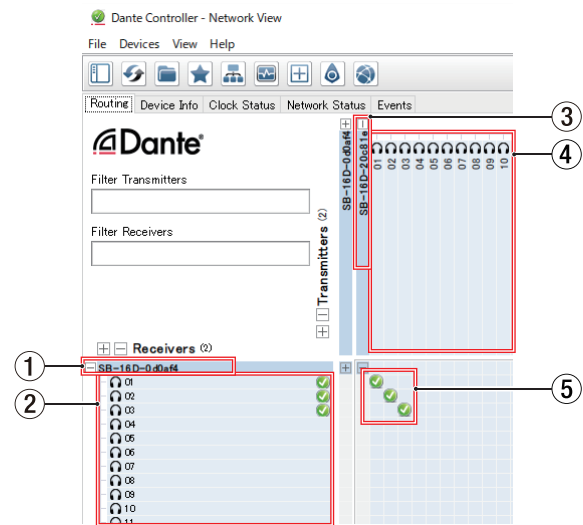 Dante Controller - Network View
File Devices View Help
Routing Device Info Clock Status Network Status Events
Dante
Filter Transmitters
Filter Receivers
Transmitters (2)
SB-16D-0d0af4
SB-16D-20c81e
01 02 03 04 05 06 07 08 09 10
3
4
Receivers (2)
1
SB-16D-0d0af4
2
01
02
03
04
05
06
07
08
09
10
11
5